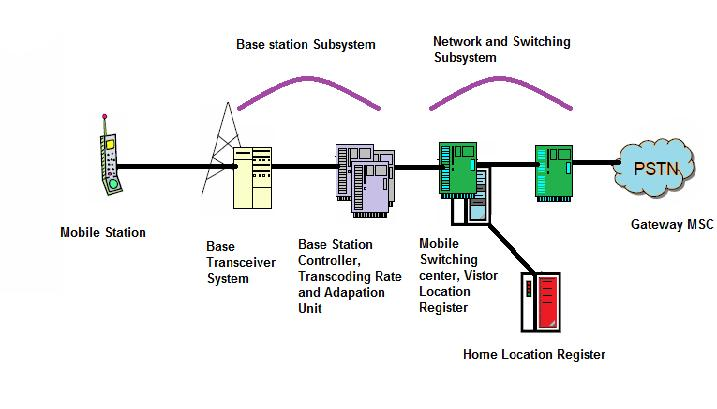 Base station Subsystem
Network and Switching
Subsystem
PSTN
Mobile Station
Gateway MSC
Base
Transceiver
System
Base Station
Controller,
Transcoding Rate
and Adapation
Unit
Mobile
Switching
center, Vistor
Location
Register
Home Location Register